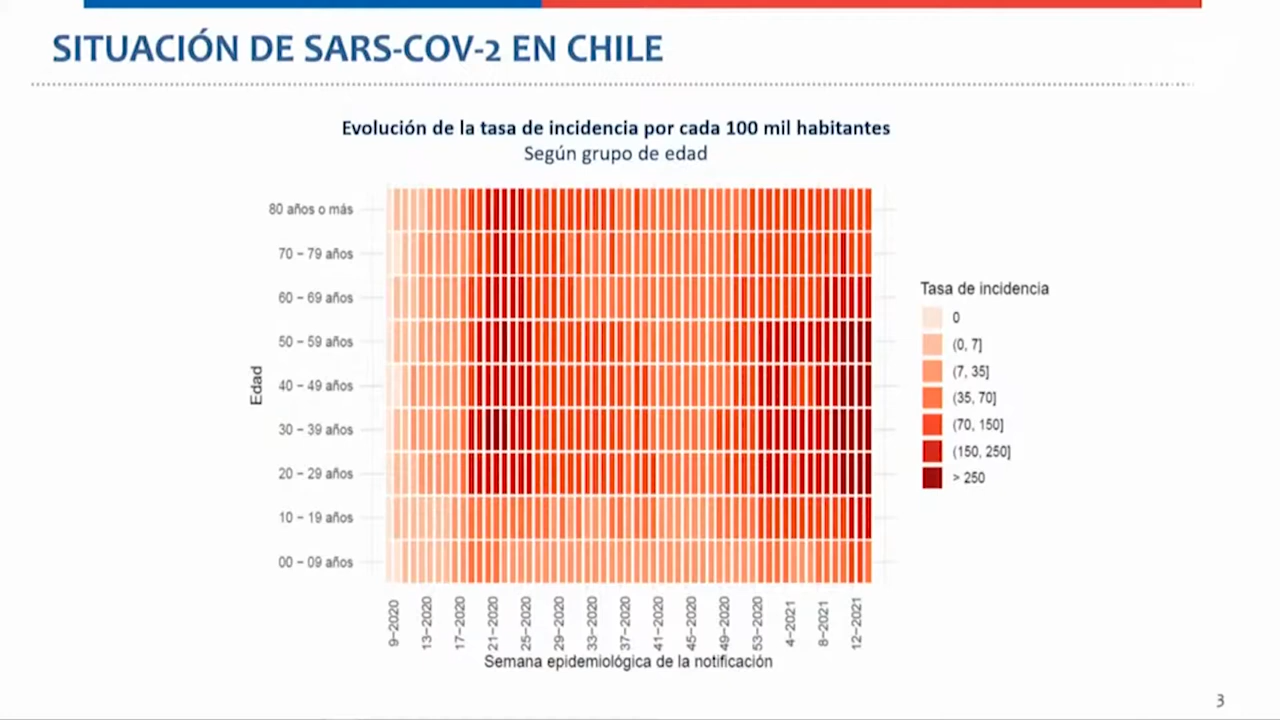 SITUACIÓN DE SARS-COV-2 EN CHILE
Evolución de la tasa de incidencia por cada 100 mil habitantes
Según grupo de edad
80 años o más
70 – 79 años
60 – 69 años
50 – 59 años
40 – 49 años
30 – 39 años
20 – 29 años
10 – 19 años
00 – 09 años
Edad
9–2020
13–2020
17–2020
21–2020
25–2020
29–2020
33–2020
37–2020
41–2020
45–2020
49–2020
53–2020
4–2021
8–2021
12–2021
Semana epidemiológica de la notificación
Tasa de incidencia
0
(0, 7]
(7, 35]
(35, 70]
(70, 150]
(150, 250]
> 250
3